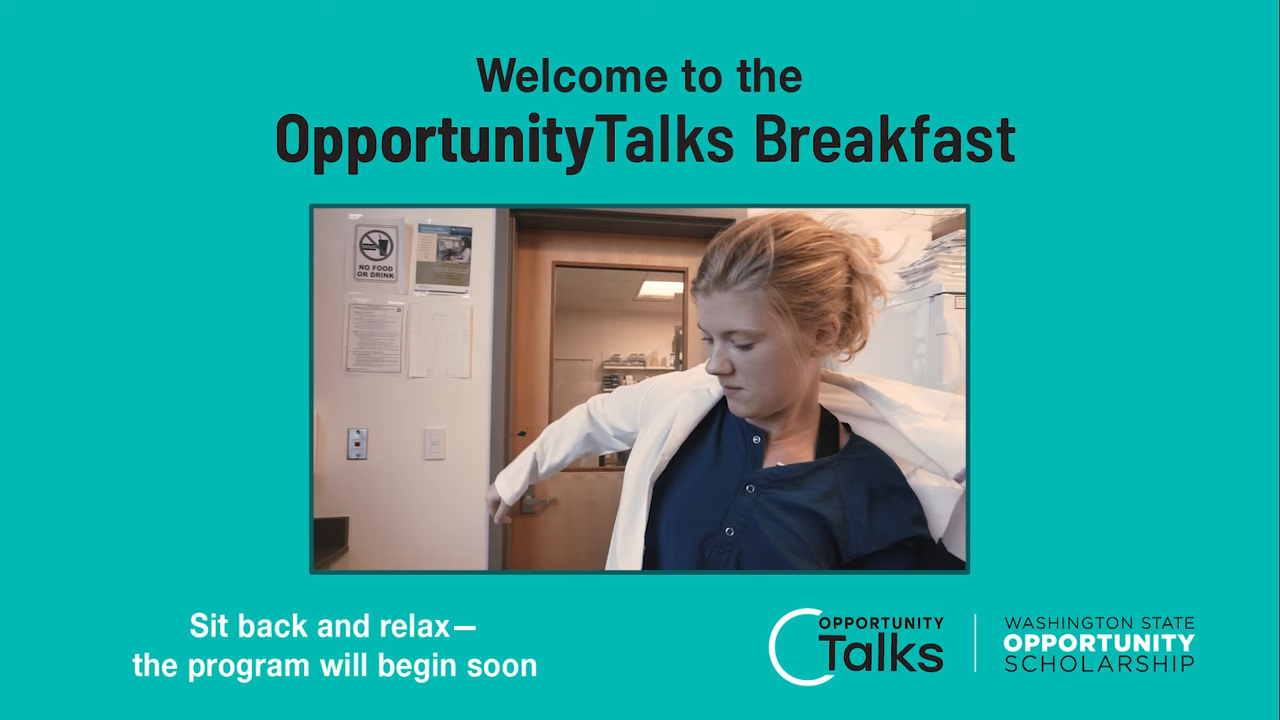 Welcome to the
OpportunityTalks Breakfast
NO FOOD
OR DRINK
Sit back and relax—
the program will begin soon
OPPORTUNITY
Talks
WASHINGTON STATE
OPPORTUNITY
SCHOLARSHIP